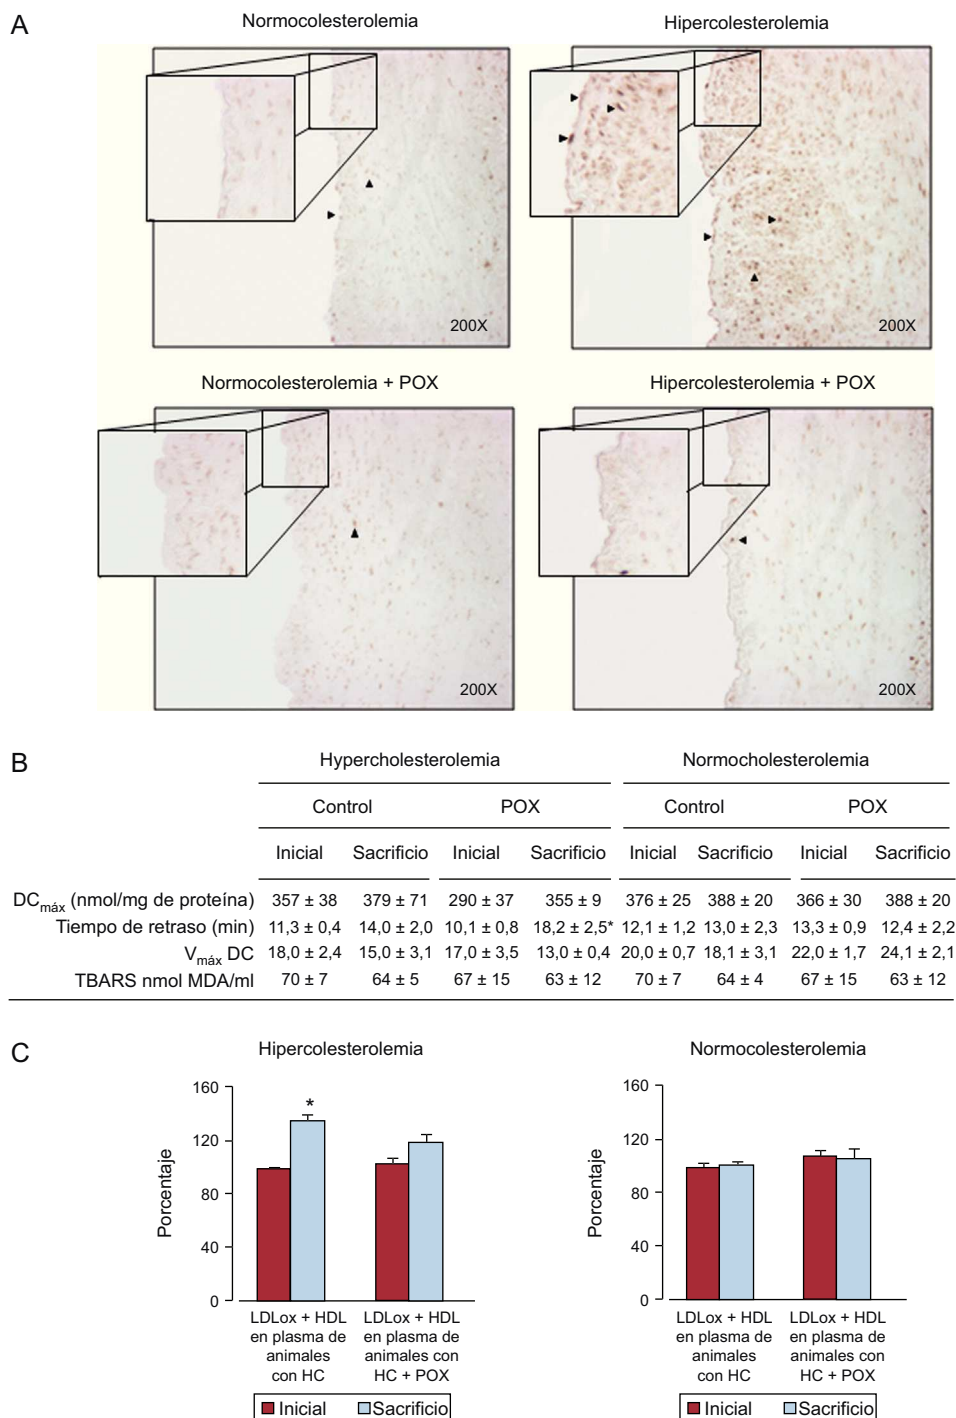 A
Normocolesterolemia
Hipercolesterolemia
200X
200X
Normocolesterolemia + POX
Hipercolesterolemia + POX
200X
200X
B
Hypercholesterolemia Normocholesterolemia
Control POX Control POX
Inicial Sacrificio Inicial Sacrificio Inicial Sacrificio Inicial Sacrificio
DCmáx (nmol/mg de proteína) 357 ± 38 379 ± 71 290 ± 37 355 ± 9 376 ± 25 388 ± 20 366 ± 30 388 ± 20
Tiempo de retraso (min) 11,3 ± 0,4 14,0 ± 2,0 10,1 ± 0,8 18,2 ± 2,5* 12,1 ± 1,2 13,0 ± 2,3 13,3 ± 0,9 12,4 ± 2,2
Vmáx DC 18,0 ± 2,4 15,0 ± 3,1 17,0 ± 3,5 13,0 ± 0,4 20,0 ± 0,7 18,1 ± 3,1 22,0 ± 1,7 24,1 ± 2,1
TBARS nmol MDA/ml 70 ± 7 64 ± 5 67 ± 15 63 ± 12 70 ± 7 64 ± 4 67 ± 15 63 ± 12
C
Hipercolesterolemia
Porcentaje
160
120
80
40
0
*
LDLox + HDL
en plasma de
animales
con HC
LDLox + HDL
en plasma de
animales con
HC + POX
Inicial Sacrificio
Normocolesterolemia
Porcentaje
160
120
80
40
0
LDLox + HDL
en plasma de
animales
con HC
LDLox + HDL
en plasma de
animales con
HC + POX
Inicial Sacrificio